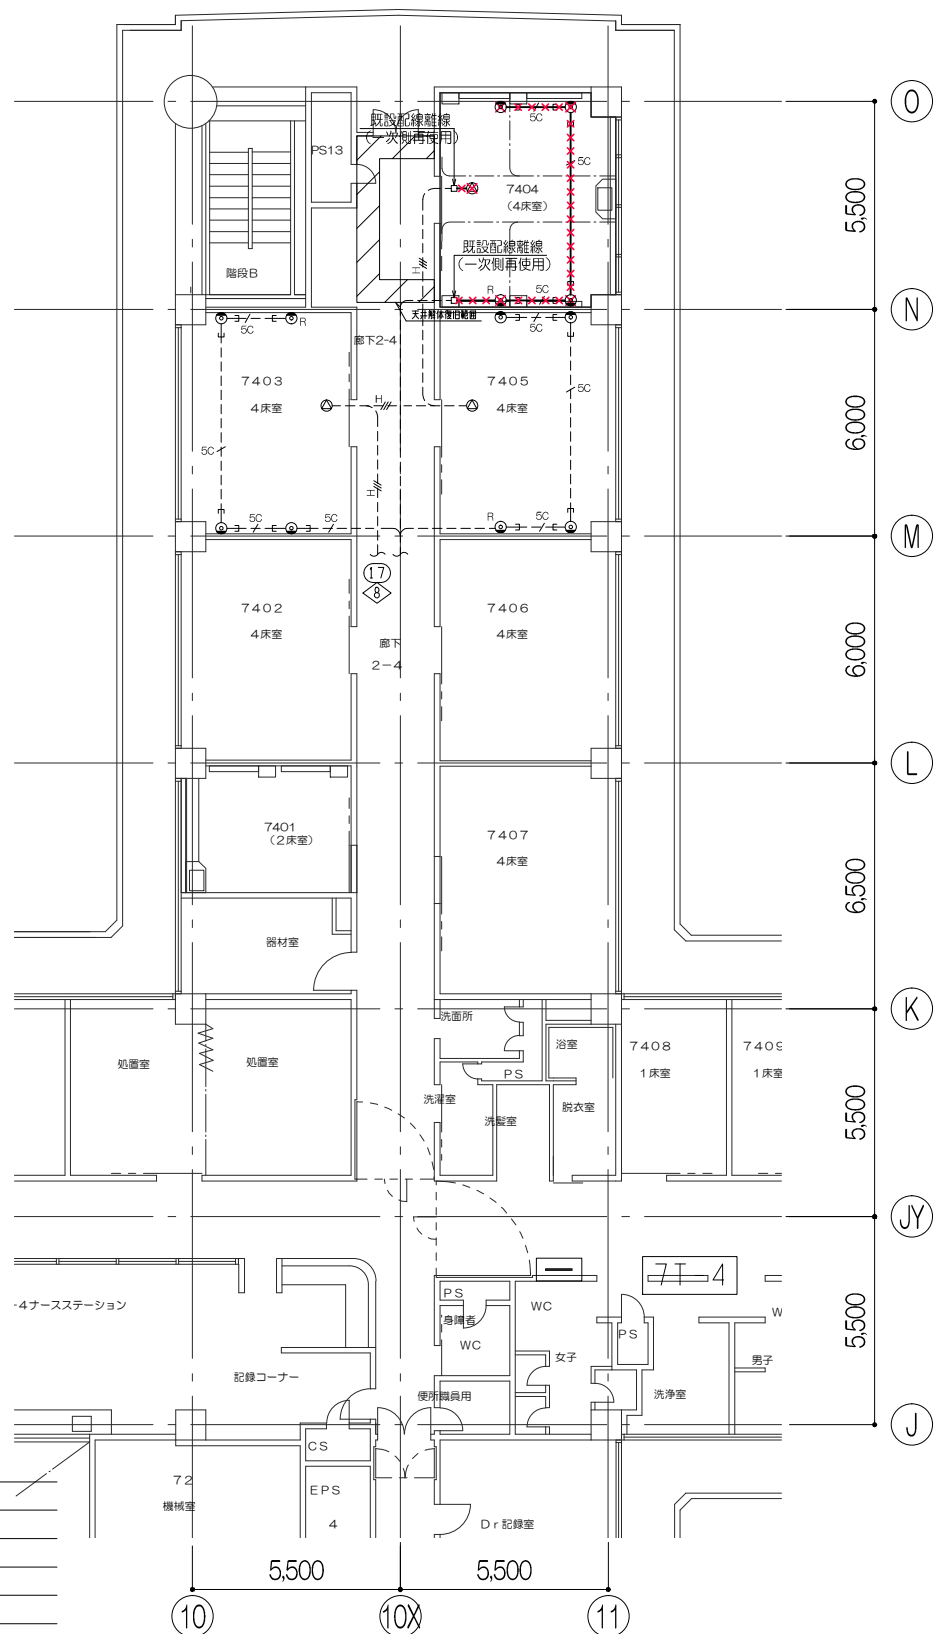 O
既設配線離線
(一次側再使用)
5C
PS13
5C
7404
(4床室)
5,500
既設配線離線
(一次側再使用)
H
階段B
R
5C
N
天井解体復旧範囲
R
5C
5C
廊下2-4
7403
4床室
7405
4床室
5C
H
6,000
5C
H
5C
5C
R
5C
M
17
8
7402
4床室
7406
4床室
廊下
2-4
6,000
L
7401
(2床室)
7407
4床室
6,500
器材室
K
洗面所
処置室
処置室
浴室
PS
7408
1床室
7409
1床室
洗濯室
洗髪室
脱衣室
5,500
JY
7T-4
PS
-4ナースステーション
WC
身障者
WC
PS
W
5,500
女子
男子
記録コーナー
便所職員用
洗浄室
J
CS
72
機械室
EPS
4
Dr記録室
5,500
5,500
10
10X
11